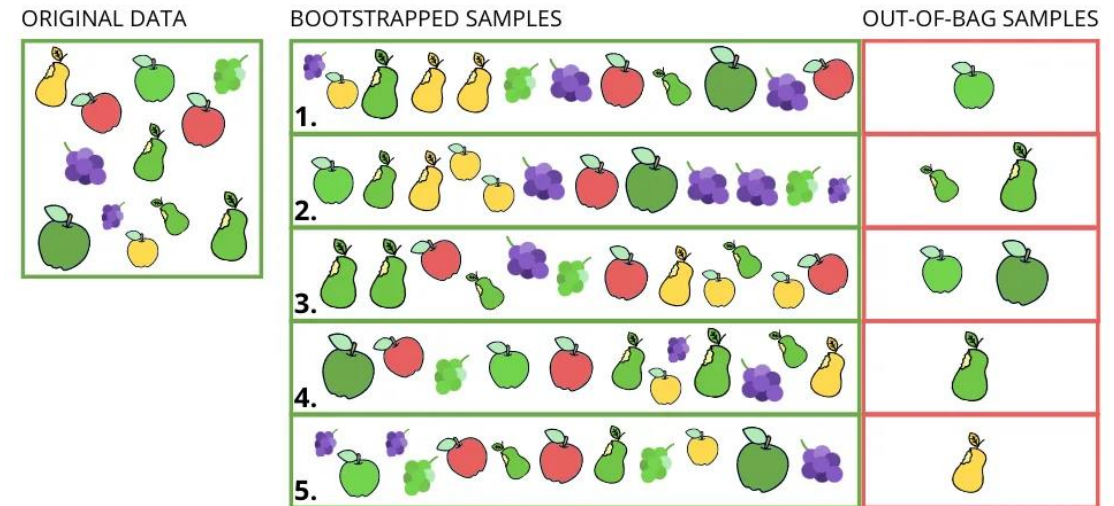 ORIGINAL DATA
BOOTSTRAPPED SAMPLES
OUT-OF-BAG SAMPLES
1.
2.
3.
4.
5.